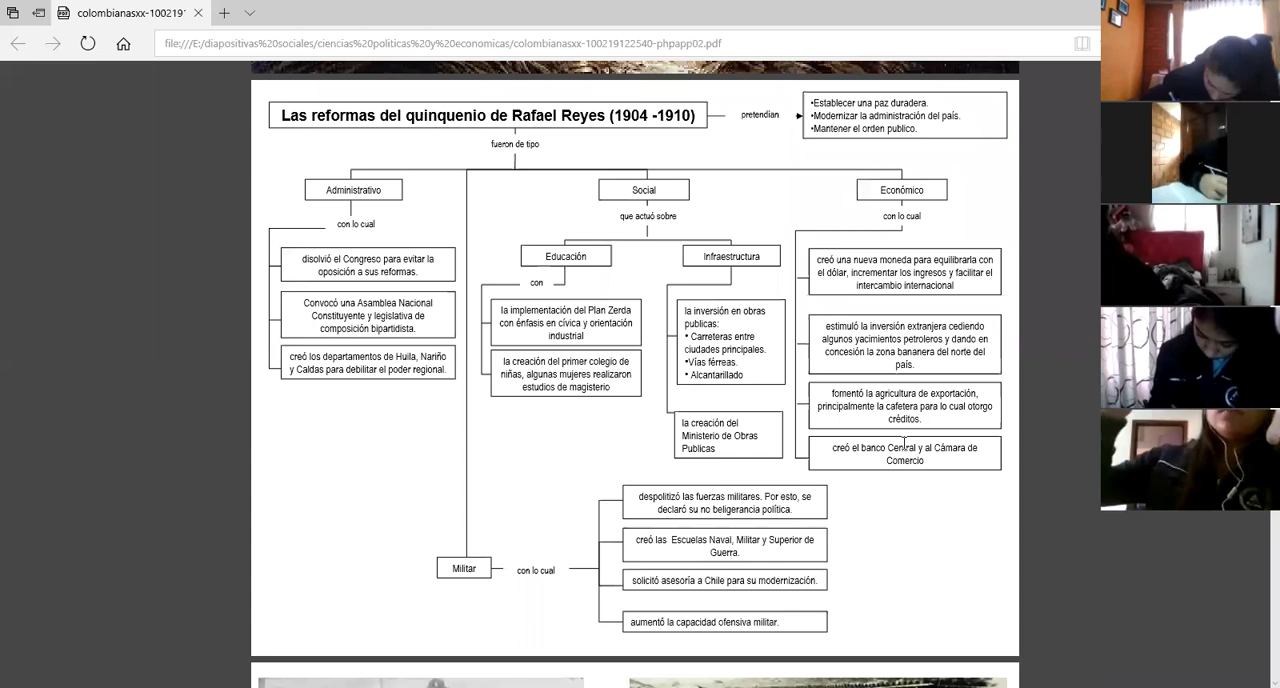 colombianasxx-100219
file:///E:/diapositivas%20sociales/ciencias%20politicas%20y%20economicas/colombianasxx-100219122540-phpapp02.pdf
Las reformas del quinquenio de Rafael Reyes (1904 -1910)
pretendían
•Establecer una paz duradera.
•Modernizar la administración del país.
•Mantener el orden publico.
fueron de tipo
Administrativo
con lo cual
disolvió el Congreso para evitar la
oposición a sus reformas.
Convocó una Asamblea Nacional
Constituyente y legislativa de
composición bipartidista.
creó los departamentos de Huila, Nariño
y Caldas para debilitar el poder regional.
Social
que actuó sobre
Educación
con
la implementación del Plan Zerda
con énfasis en cívica y orientación
industrial
la creación del primer colegio de
niñas, algunas mujeres realizaron
estudios de magisterio
Infraestructura
la inversión en obras
publicas:
• Carreteras entre
ciudades principales.
•Vías férreas.
• Alcantarillado
la creación del
Ministerio de Obras
Publicas
Económico
con lo cual
creó una nueva moneda para equilibrarla con
el dólar, incrementar los ingresos y facilitar el
intercambio internacional
estimuló la inversión extranjera cediendo
algunos yacimientos petroleros y dando en
concesión la zona bananera del norte del
país.
fomentó la agricultura de exportación,
principalmente la cafetera para lo cual otorgo
créditos.
creó el banco Central y al Cámara de
Comercio
Militar
con lo cual
despolitizó las fuerzas militares. Por esto, se
declaró su no beligerancia política.
creó las Escuelas Naval, Militar y Superior de
Guerra.
solicitó asesoría a Chile para su modernización.
aumentó la capacidad ofensiva militar.